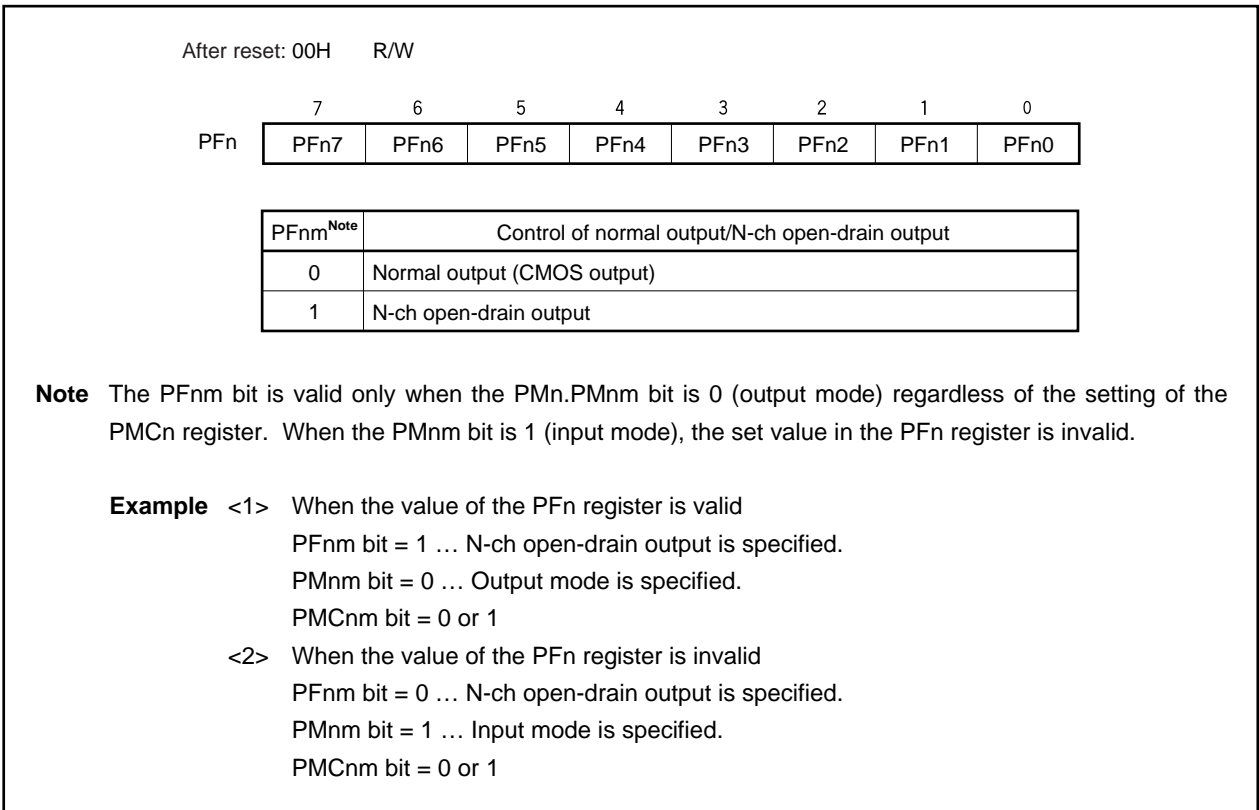 After reset: 00H R/W
7 6 5 4 3 2 1 0
PFn PFn7 PFn6 PFn5 PFn4 PFn3 PFn2 PFn1 PFn0
PFnmNote Control of normal output/N-ch open-drain output
0 Normal output (CMOS output)
1 N-ch open-drain output
Note The PFnm bit is valid only when the PMn.PMnm bit is 0 (output mode) regardless of the setting of the
PMCn register. When the PMnm bit is 1 (input mode), the set value in the PFn register is invalid.
Example <1> When the value of the PFn register is valid
PFnm bit = 1 … N-ch open-drain output is specified.
PMnm bit = 0 … Output mode is specified.
PMCnm bit = 0 or 1
<2> When the value of the PFn register is invalid
PFnm bit = 0 … N-ch open-drain output is specified.
PMnm bit = 1 … Input mode is specified.
PMCnm bit = 0 or 1